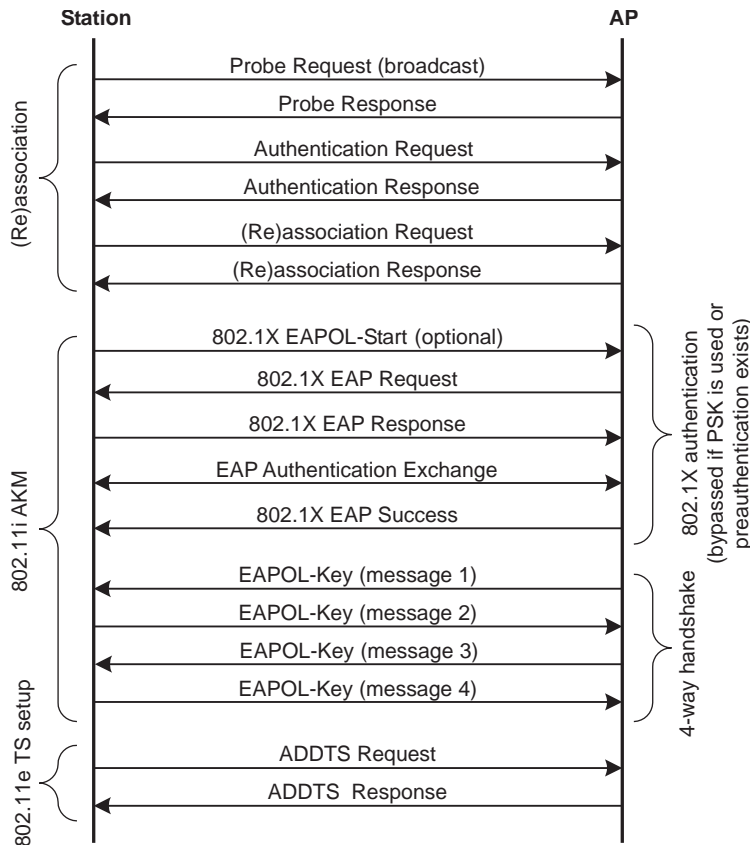 Station
AP
Probe Request (broadcast)
Probe Response
Authentication Request
Authentication Response
(Re)association Request
(Re)association Response
(Re)association
802.1X EAPOL-Start (optional)
802.1X EAP Request
802.1X EAP Response
EAP Authentication Exchange
802.1X EAP Success
802.1X authentication
(bypassed if PSK is used or
preauthentication exists)
802.11i AKM
EAPOL-Key (message 1)
EAPOL-Key (message 2)
EAPOL-Key (message 3)
EAPOL-Key (message 4)
4-way handshake
802.11e TS setup
ADDTS Request
ADDTS Response